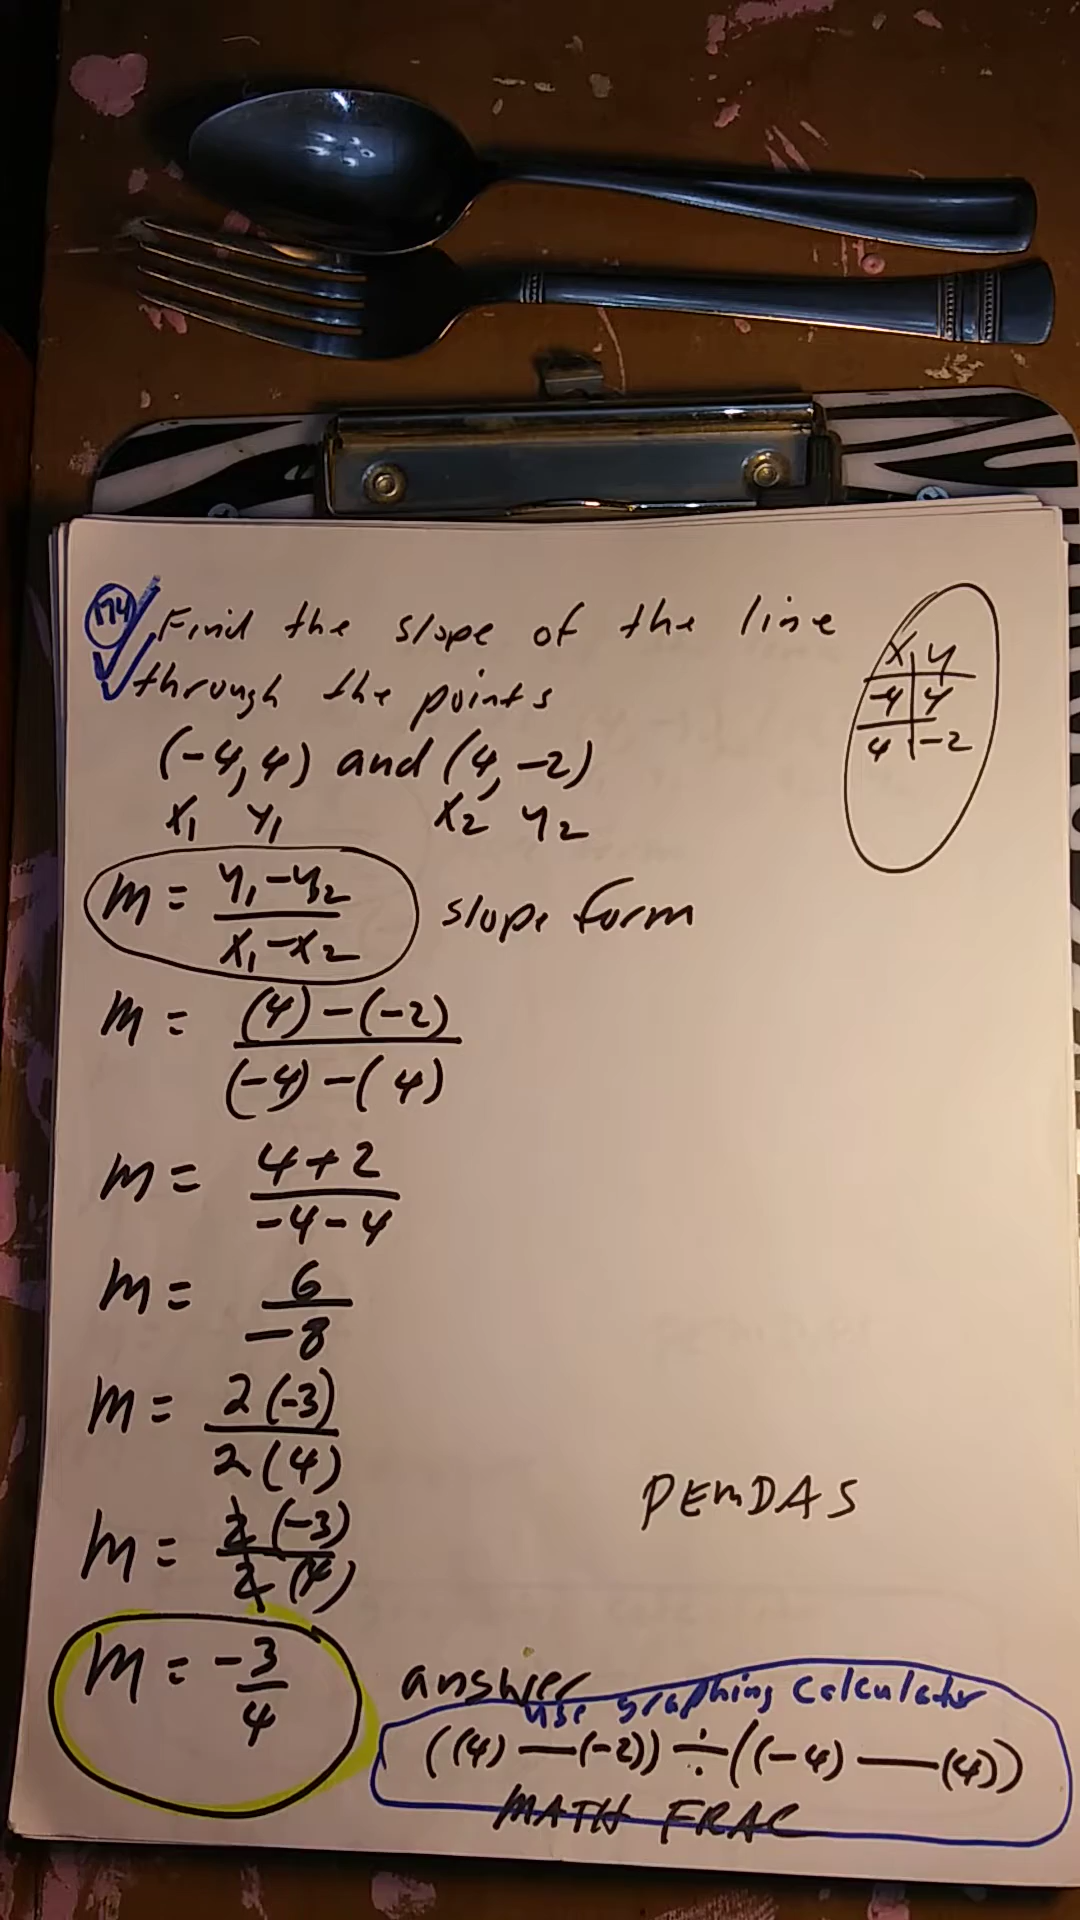 174 Find the slope of the line
through the points
(-4, 4) and (4, -2)
x₁ y₁ x₂ y₂
x y
-4 4
4 -2
m = y₁-y₂ / x₁-x₂ slope form
m = (4)-(-2) / (-4)-(4)
m = 4+2 / -4-4
m = 6 / -8
m = 2(-3) / 2(4)
PEMDAS
m = 2(-3) / 2(4)
m = -3/4 answer
use graphing calculator
((4)—(-2))÷((-4)—(4))
MATH FRAC